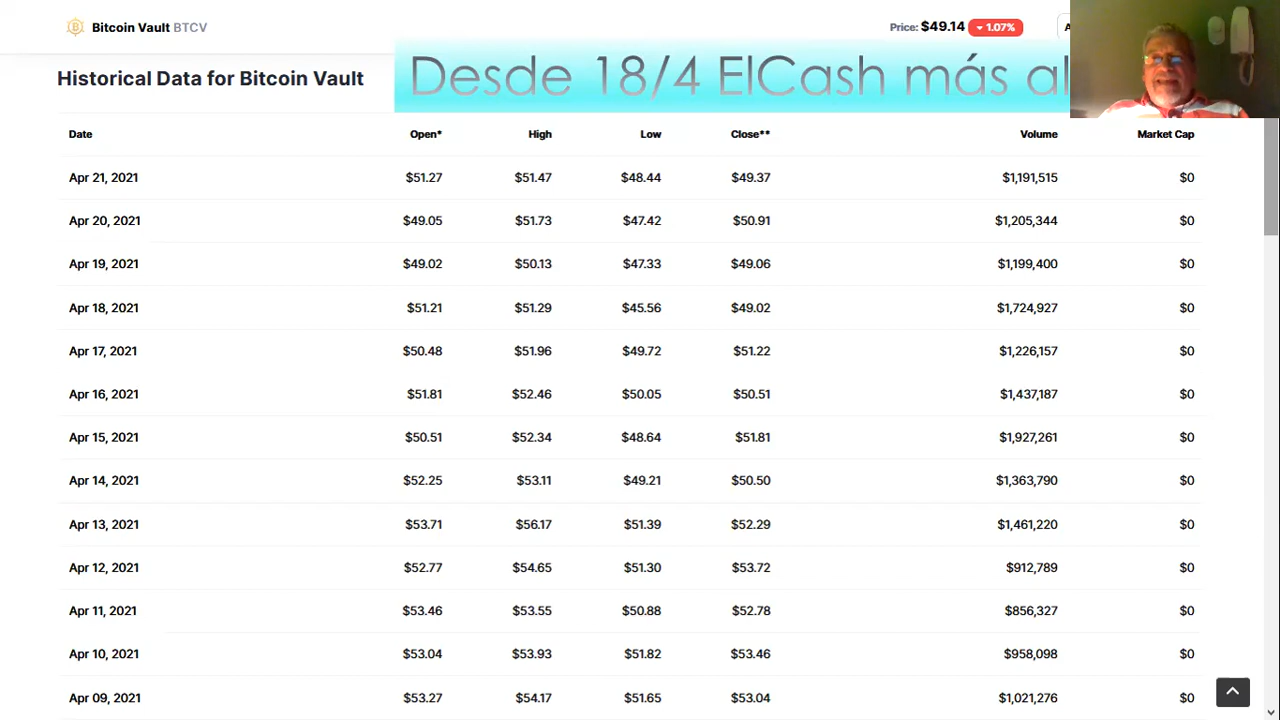 Bitcoin Vault BTCV
Price: $49.14 1.07%
Historical Data for Bitcoin Vault
Desde 18/4 ElCash más al
Date Open* High Low Close** Volume Market Cap
Apr 21, 2021 $51.27 $51.47 $48.44 $49.37 $1,191,515 $0
Apr 20, 2021 $49.05 $51.73 $47.42 $50.91 $1,205,344 $0
Apr 19, 2021 $49.02 $50.13 $47.33 $49.06 $1,199,400 $0
Apr 18, 2021 $51.21 $51.29 $45.56 $49.02 $1,724,927 $0
Apr 17, 2021 $50.48 $51.96 $49.72 $51.22 $1,226,157 $0
Apr 16, 2021 $51.81 $52.46 $50.05 $50.51 $1,437,187 $0
Apr 15, 2021 $50.51 $52.34 $48.64 $51.81 $1,927,261 $0
Apr 14, 2021 $52.25 $53.11 $49.21 $50.50 $1,363,790 $0
Apr 13, 2021 $53.71 $56.17 $51.39 $52.29 $1,461,220 $0
Apr 12, 2021 $52.77 $54.65 $51.30 $53.72 $912,789 $0
Apr 11, 2021 $53.46 $53.55 $50.88 $52.78 $856,327 $0
Apr 10, 2021 $53.04 $53.93 $51.82 $53.46 $958,098 $0
Apr 09, 2021 $53.27 $54.17 $51.65 $53.04 $1,021,276 $0